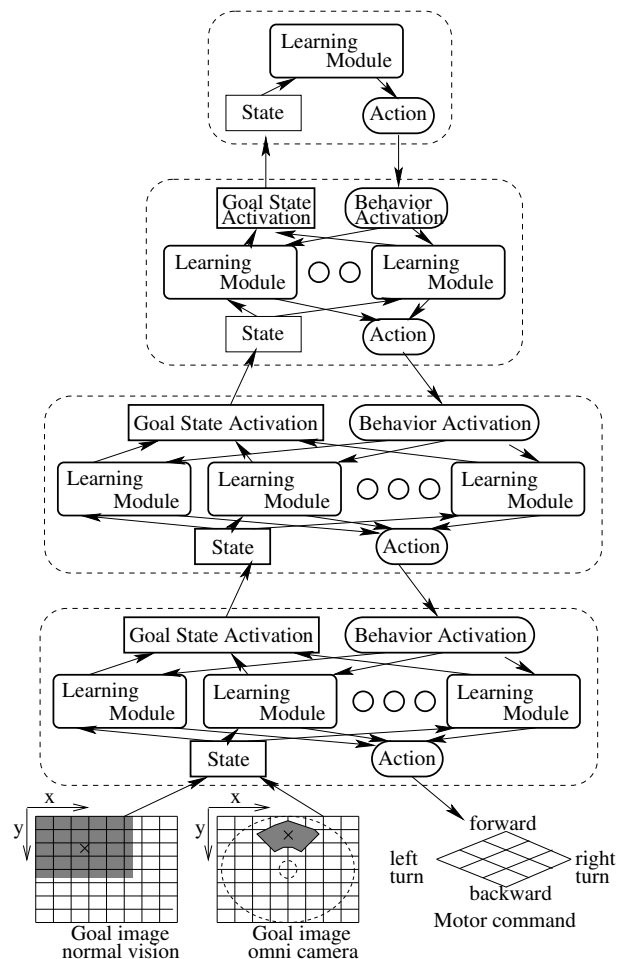 Learning
Module
State
Action
Goal State
Activation
Behavior
Activation
Learning
Module
Learning
Module
State
Action
Goal State Activation
Behavior Activation
Learning
Module
Learning
Module
Learning
Module
State
Action
Goal State Activation
Behavior Activation
Learning
Module
Learning
Module
Learning
Module
State
Action
x
y
x
y
forward
left
turn
right
turn
backward
Motor command
Goal image
normal vision
Goal image
omni camera